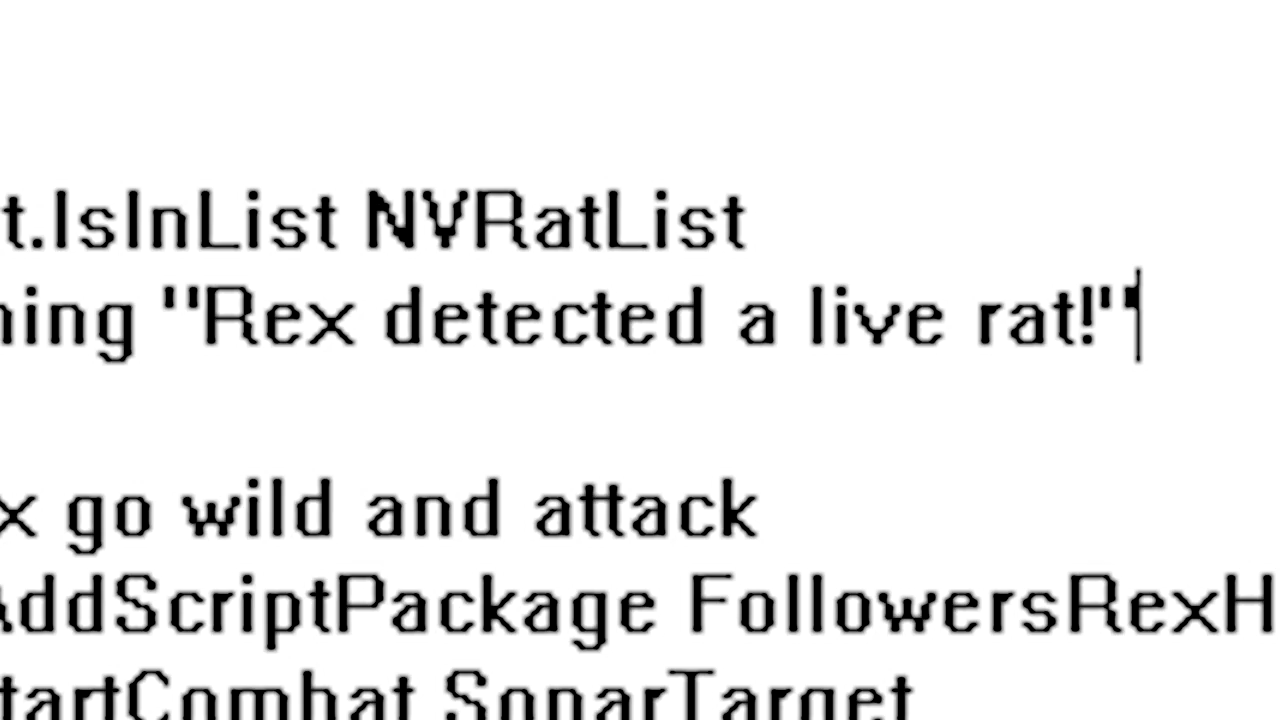 t.IsInList NVRatList
ning "Rex detected a live rat!"
x go wild and attack
AddScriptPackage FollowersRexH
tartCombat SonarTarget